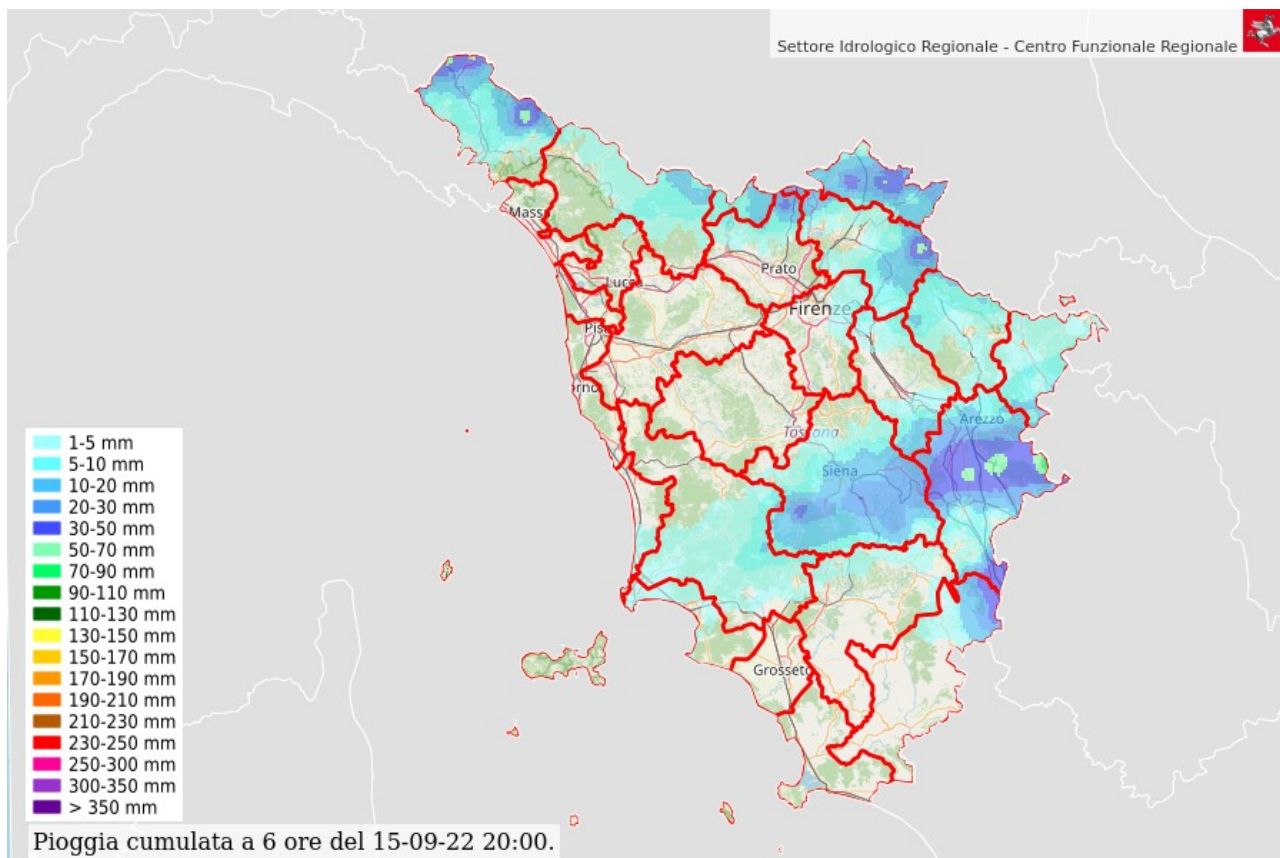 Settore Idrologico Regionale - Centro Funzionale Regionale
Mass
Prato
Lucca
Firenze
Pis
orno
Arezzo
Toscana
Siena
Grosseto
1-5 mm
5-10 mm
10-20 mm
20-30 mm
30-50 mm
50-70 mm
70-90 mm
90-110 mm
110-130 mm
130-150 mm
150-170 mm
170-190 mm
190-210 mm
210-230 mm
230-250 mm
250-300 mm
300-350 mm
> 350 mm
Pioggia cumulata a 6 ore del 15-09-22 20:00.